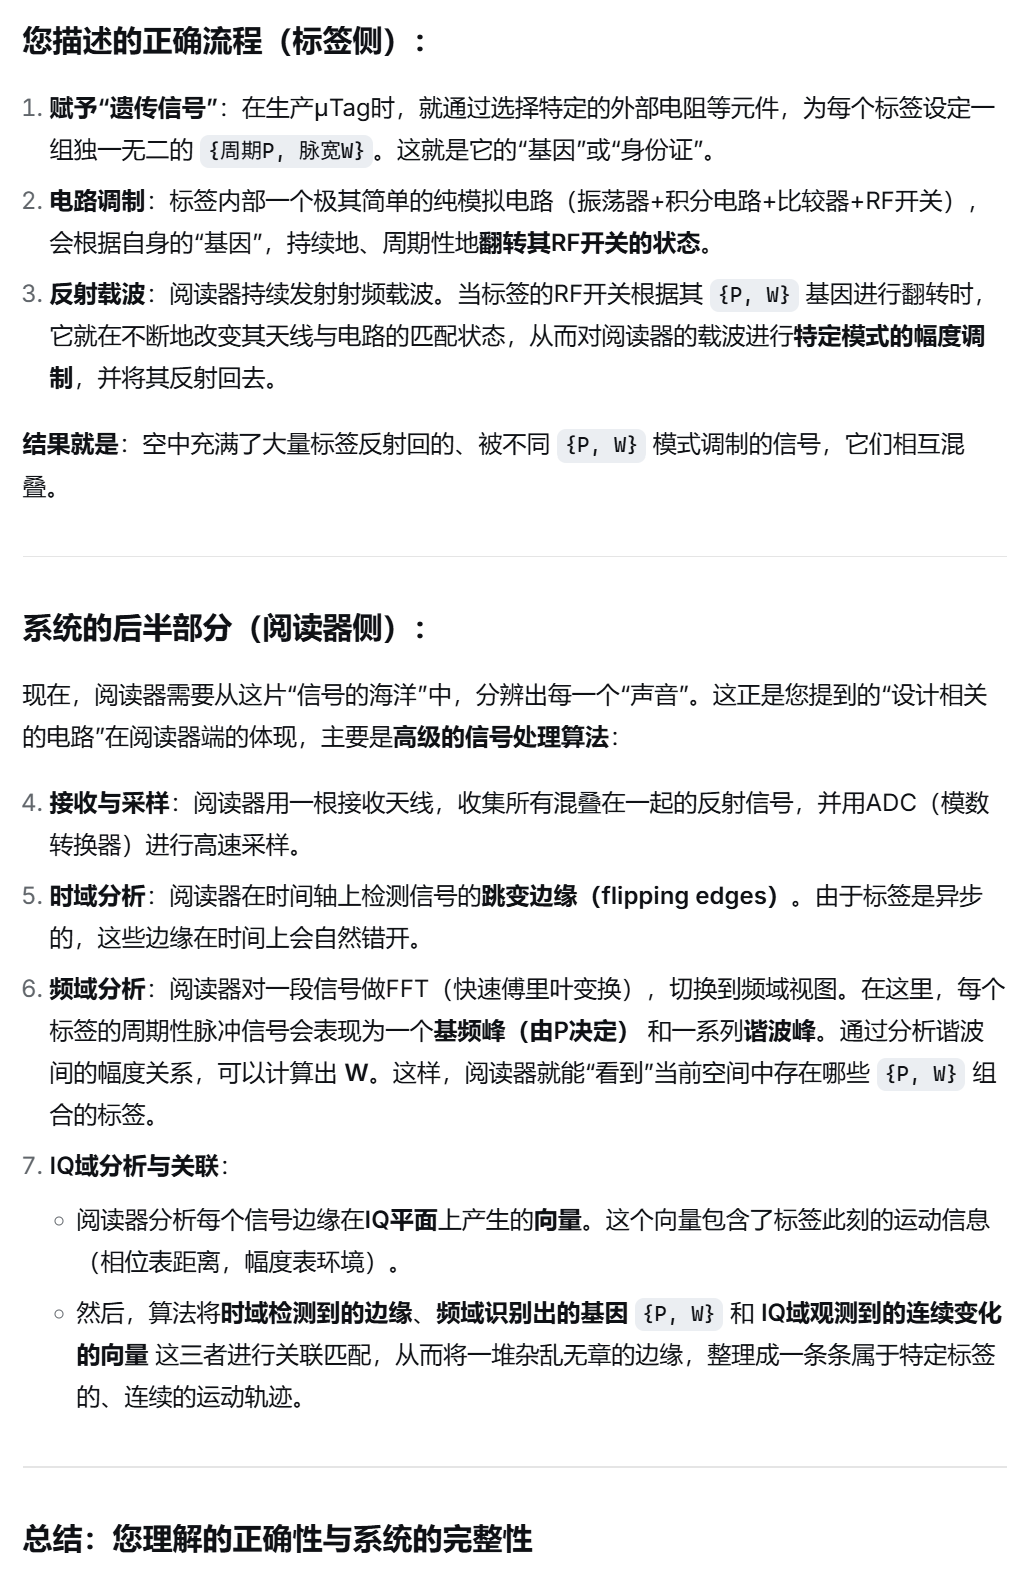 您描述的正确流程（标签侧）：
1. 赋予“遗传信号”：在生产μTag时，就通过选择特定的外部电阻等元件，为每个标签设定一
组独一无二的 {周期P, 脉宽W}。这就是它的“基因”或“身份证”。
2. 电路调制：标签内部一个极其简单的纯模拟电路（振荡器+积分电路+比较器+RF开关），
会根据自身的“基因”，持续地、周期性地翻转其RF开关的状态。
3. 反射载波：阅读器持续发射射频载波。当标签的RF开关根据其 {P, W} 基因进行翻转时，
它就在不断地改变其天线与电路的匹配状态，从而对阅读器的载波进行特定模式的幅度调
制，并将其反射回去。
结果就是：空中充满了大量标签反射回的、被不同 {P, W} 模式调制的信号，它们相互混
叠。
系统的后半部分（阅读器侧）：
现在，阅读器需要从这片“信号的海洋”中，分辨出每一个“声音”。这正是您提到的“设计相关
的电路”在阅读器端的体现，主要是高级的信号处理算法：
4. 接收与采样：阅读器用一根接收天线，收集所有混叠在一起的反射信号，并用ADC（模数
转换器）进行高速采样。
5. 时域分析：阅读器在时间轴上检测信号的跳变边缘（flipping edges）。由于标签是异步
的，这些边缘在时间上会自然错开。
6. 频域分析：阅读器对一段信号做FFT（快速傅里叶变换），切换到频域视图。在这里，每个
标签的周期性脉冲信号会表现为一个基频峰（由P决定） 和一系列谐波峰。通过分析谐波
间的幅度关系，可以计算出 W。这样，阅读器就能“看到”当前空间中存在哪些 {P, W} 组
合的标签。
7. IQ域分析与关联：
○ 阅读器分析每个信号边缘在IQ平面上产生的向量。这个向量包含了标签此刻的运动信息
（相位表距离，幅度表环境）。
○ 然后，算法将时域检测到的边缘、频域识别出的基因 {P, W} 和 IQ域观测到的连续变化
的向量 这三者进行关联匹配，从而将一堆杂乱无章的边缘，整理成一条条属于特定标签
的、连续的运动轨迹。
总结：您理解的正确性与系统的完整性